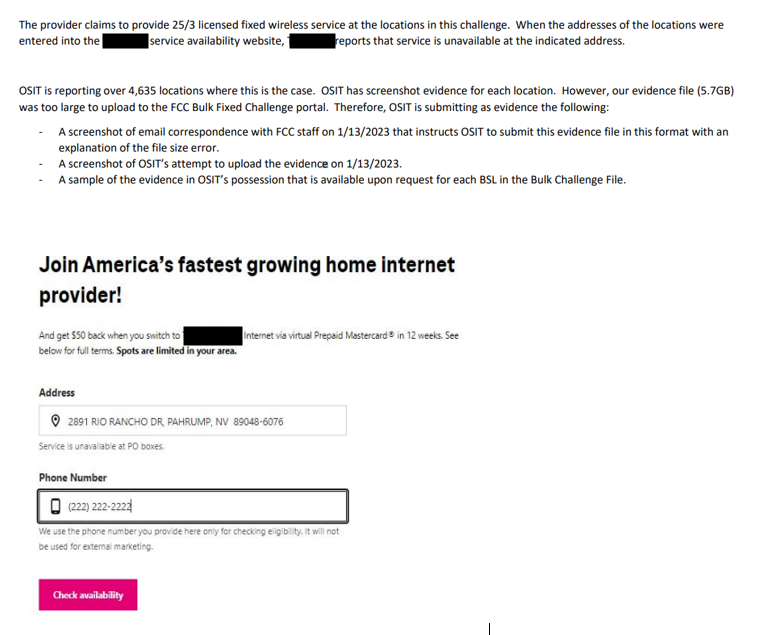 The provider claims to provide 25/3 licensed fixed wireless service at the locations in this challenge.  When the addresses of the locations were
entered into the service availability website, reports that service is unavailable at the indicated address.
OSIT is reporting over 4,635 locations where this is the case.  OSIT has screenshot evidence for each location.  However, our evidence file (5.7GB)
was too large to upload to the FCC Bulk Fixed Challenge portal.  Therefore, OSIT is submitting as evidence the following:
- A screenshot of email correspondence with FCC staff on 1/13/2023 that instructs OSIT to submit this evidence file in this format with an
explanation of the file size error.
- A screenshot of OSIT's attempt to upload the evidence on 1/13/2023.
- A sample of the evidence in OSIT's possession that is available upon request for each BSL in the Bulk Challenge File.
Join America's fastest growing home internet
provider!
And get $50 back when you switch to Internet via virtual Prepaid Mastercard® in 12 weeks. See
below for full terms. Spots are limited in your area.
Address
2891 RIO RANCHO DR, PAHRUMP, NV 89048-6076
Service is unavailable at PO boxes.
Phone Number
(222) 222-2222
We use the phone number you provide here only for checking eligibility. It will not
be used for external marketing.
Check availability